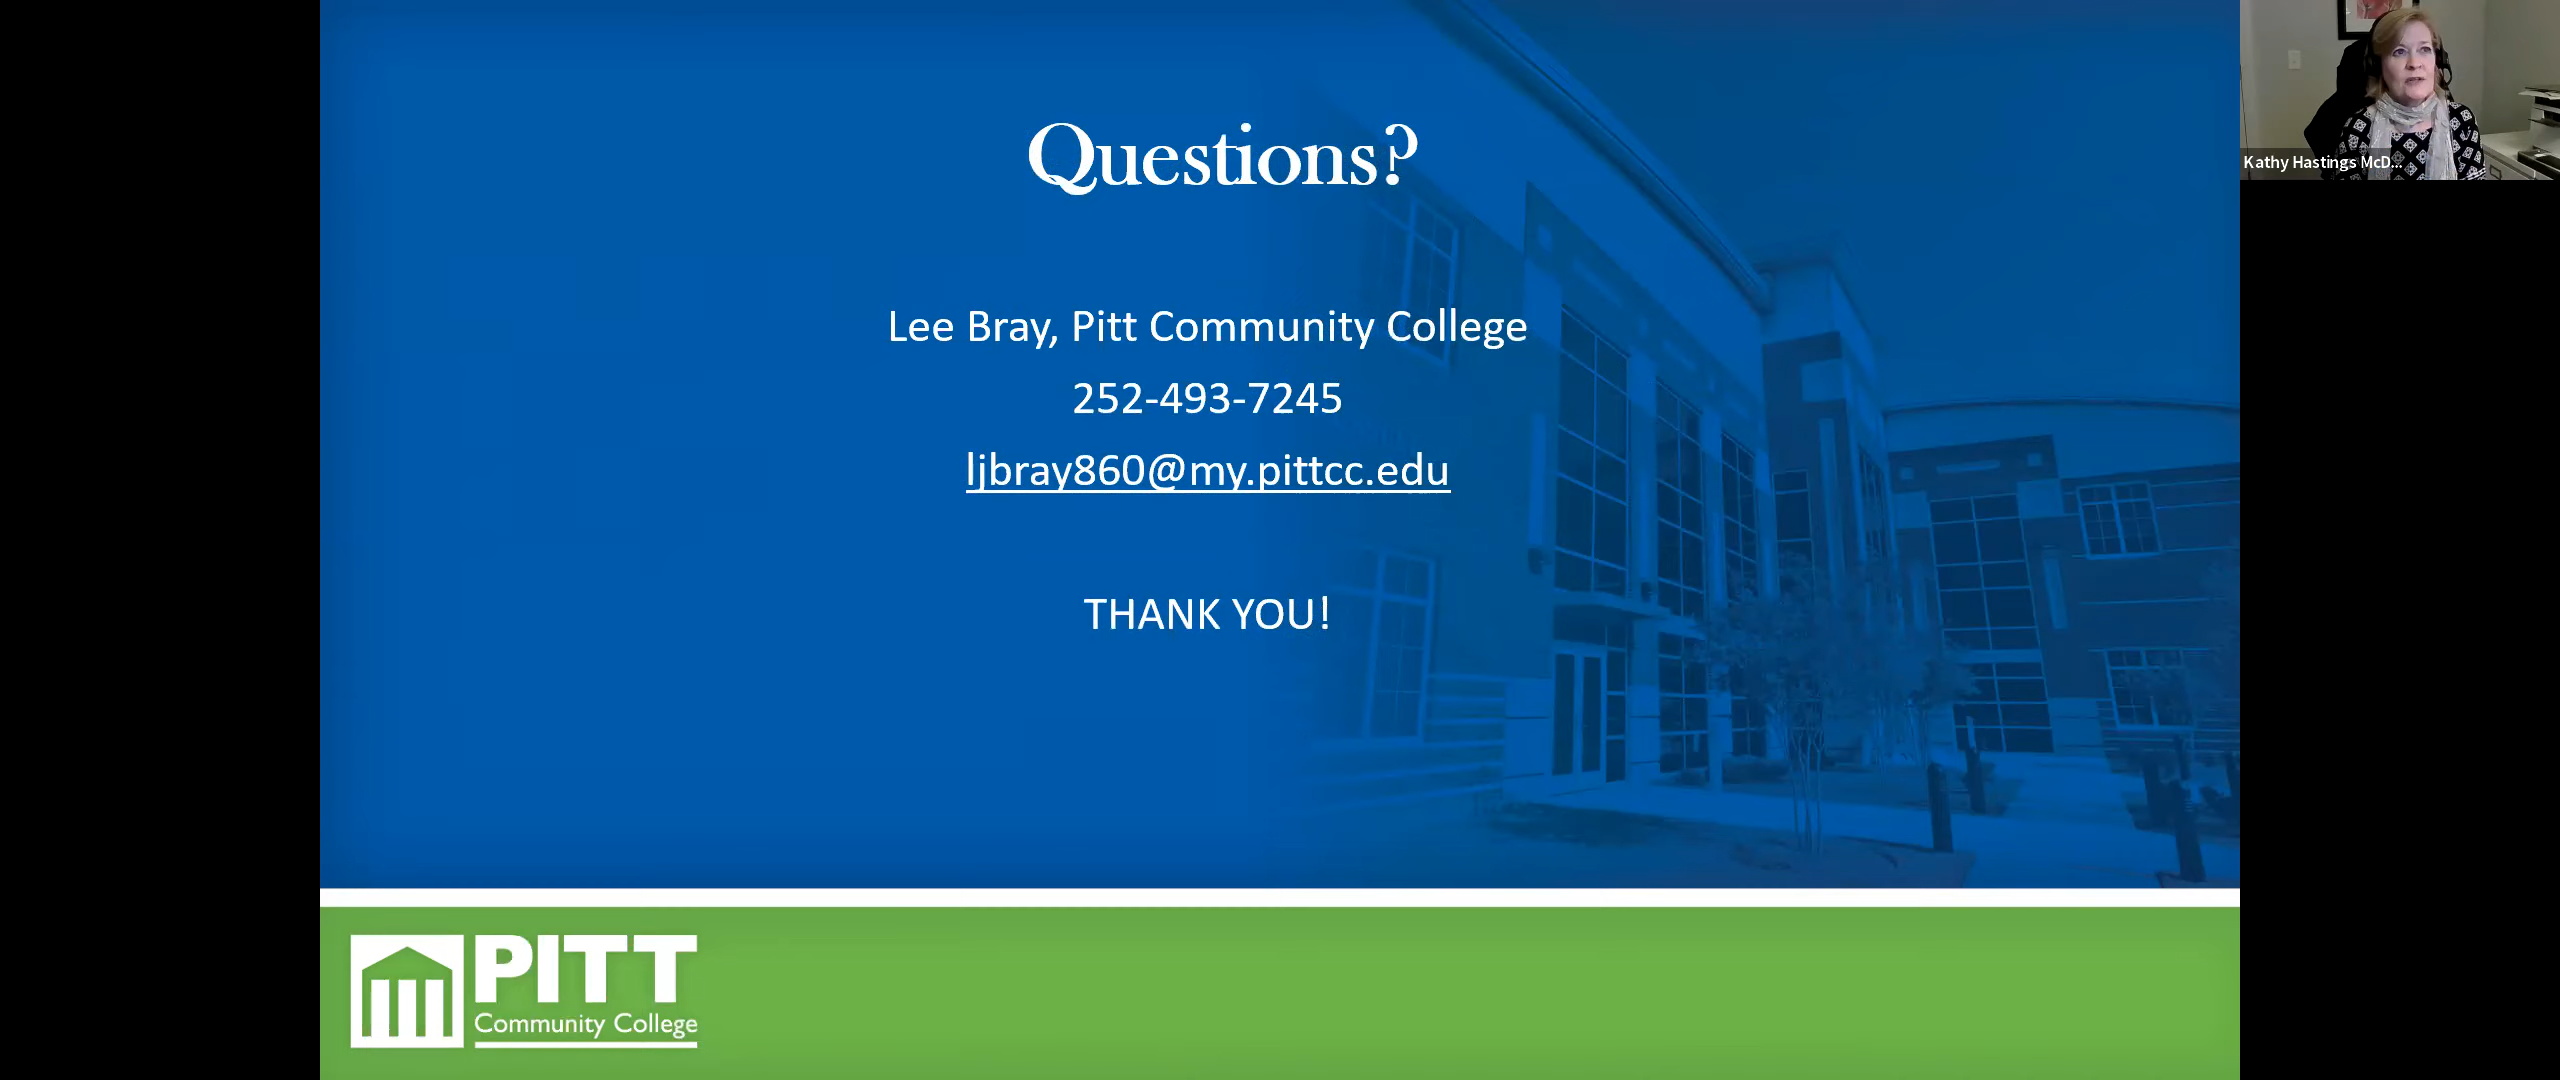 Questions?
Kathy Hastings McD...
Lee Bray, Pitt Community College
252-493-7245
ljbray860@my.pittcc.edu
THANK YOU!
PITT
Community College